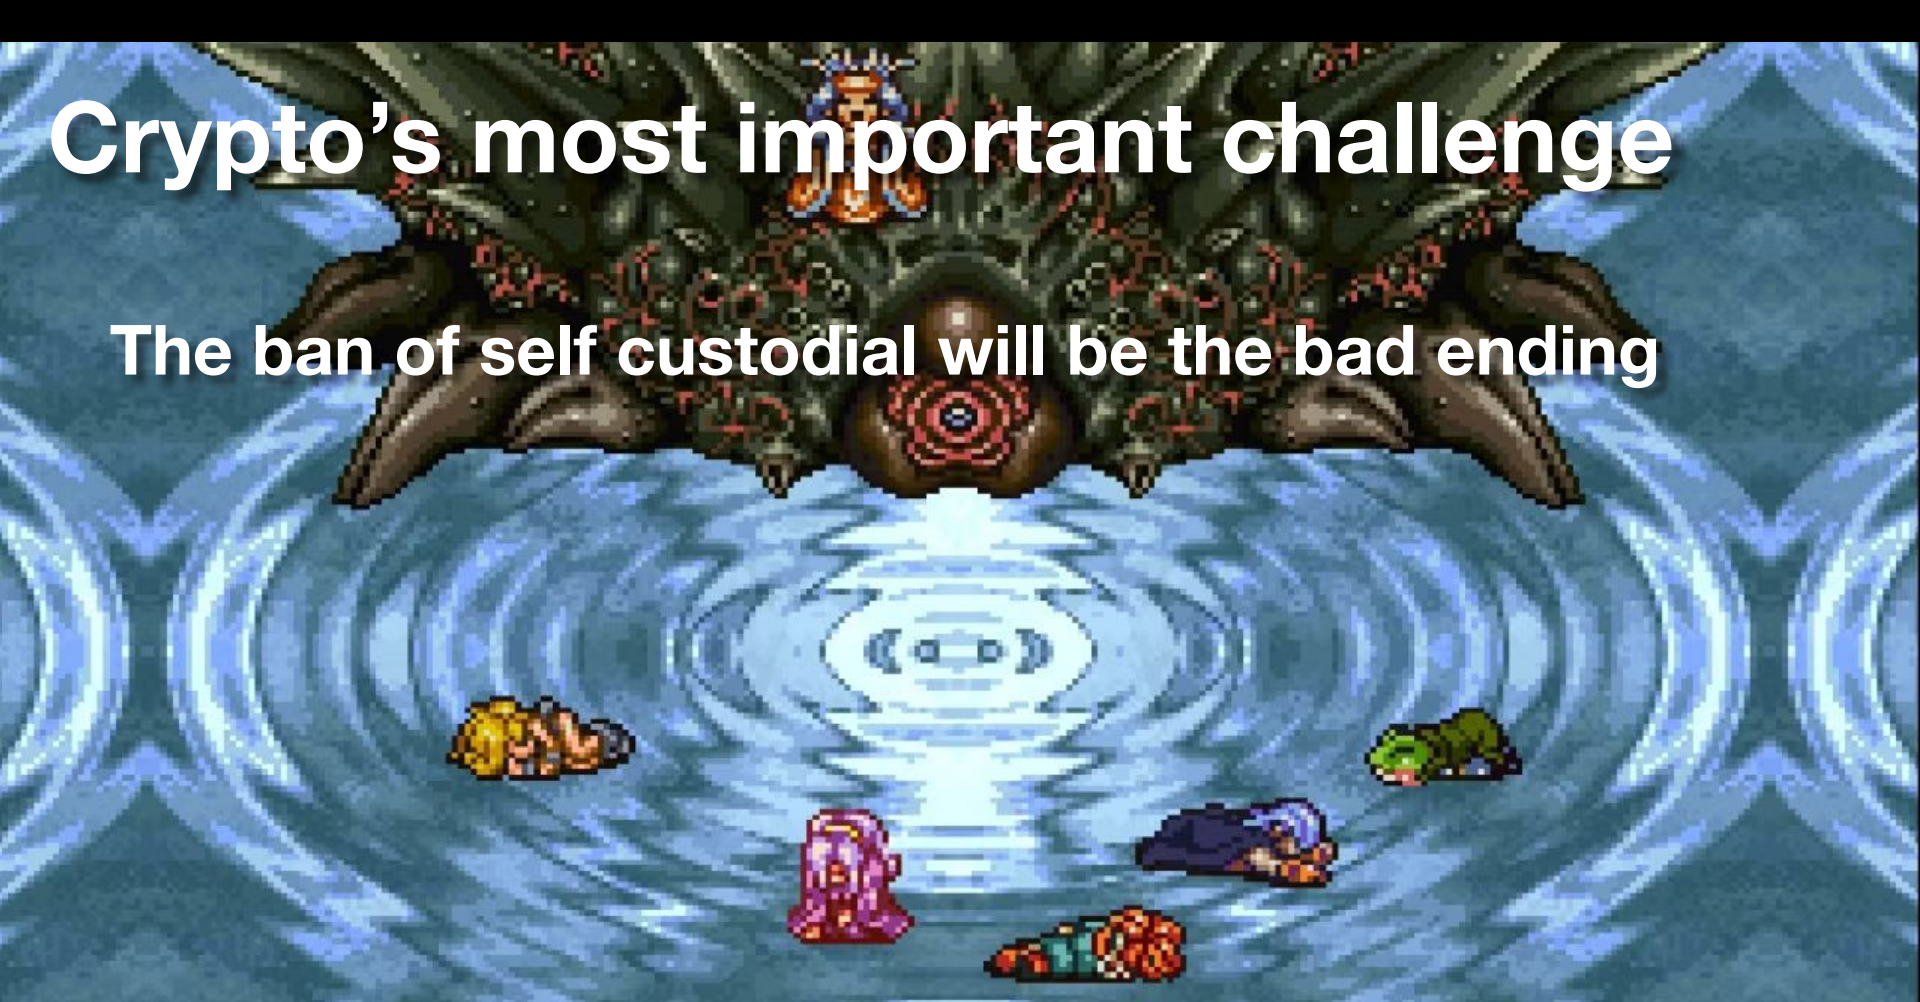 Crypto’s most important challenge
The ban of self custodial will be the bad ending